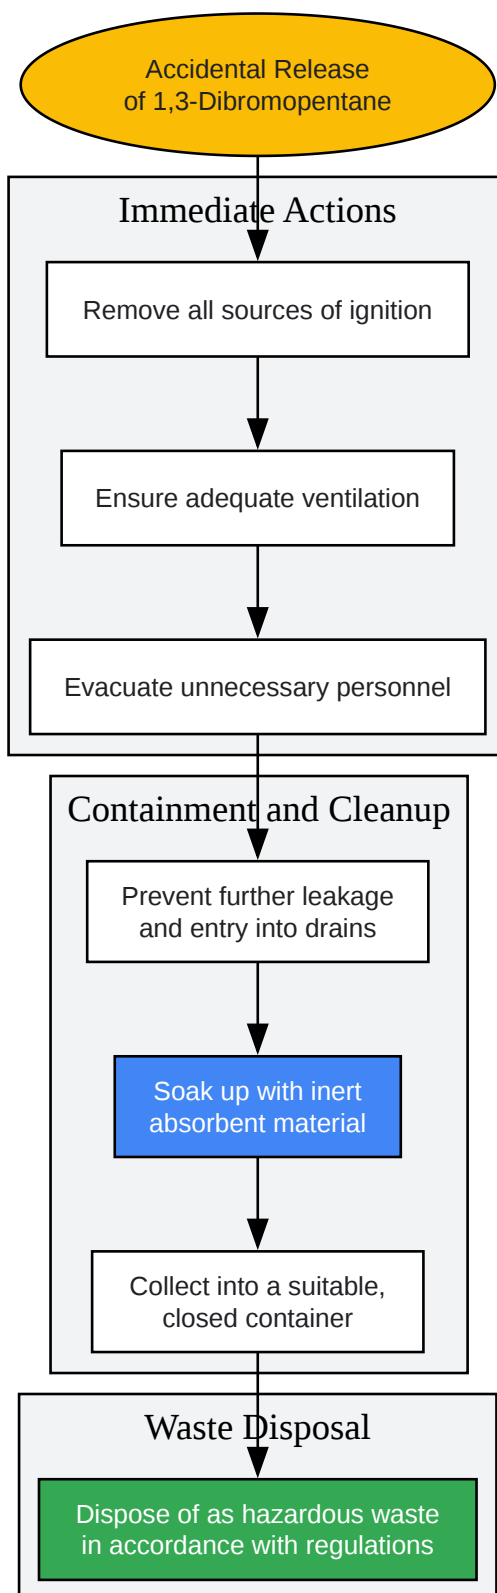 Accidental Release
of 1,3-Dibromopentane
Immediate Actions
Remove all sources of ignition
Ensure adequate ventilation
Evacuate unnecessary personnel
Containment and Cleanup
Prevent further leakage
and entry into drains
Soak up with inert
absorbent material
Collect into a suitable,
closed container
Waste Disposal
Dispose of as hazardous waste
in accordance with regulations